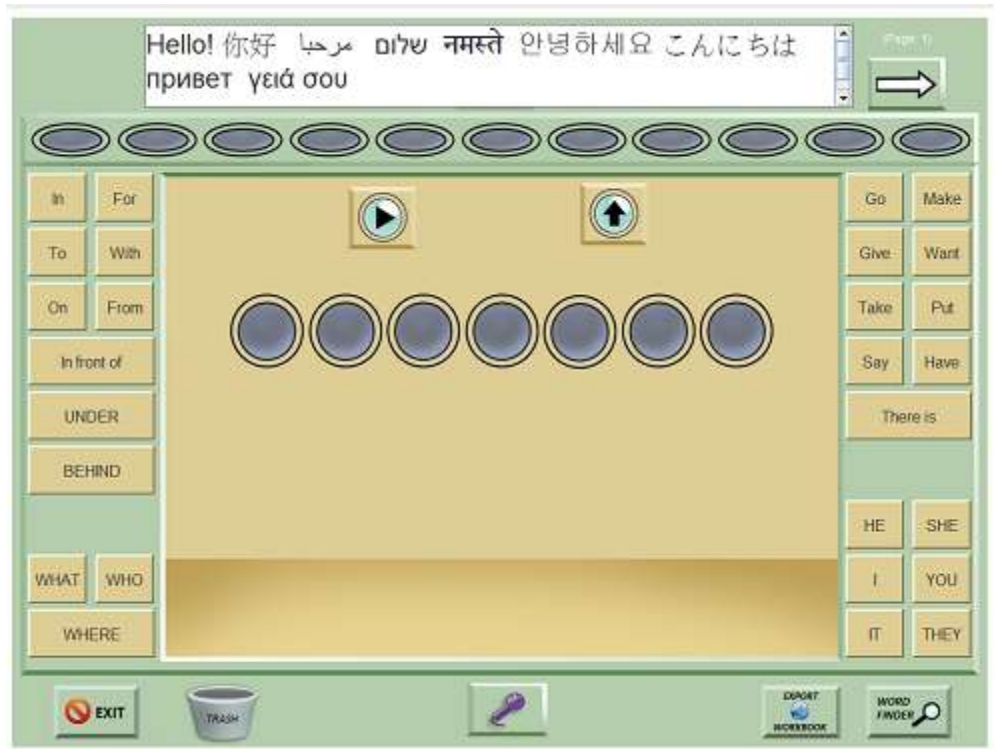 Hello! 你好 مرحبا שלום नमस्ते 안녕하세요 こんにちは
привет γειά σου
(Page: 1)
In For
To With
On From
In front of
UNDER
BEHIND
WHAT WHO
WHERE
Go Make
Give Want
Take Put
Say Have
There is
HE SHE
I YOU
IT THEY
EXIT
TRASH
EXPORT
WORKBOOK
WORD
FINDER